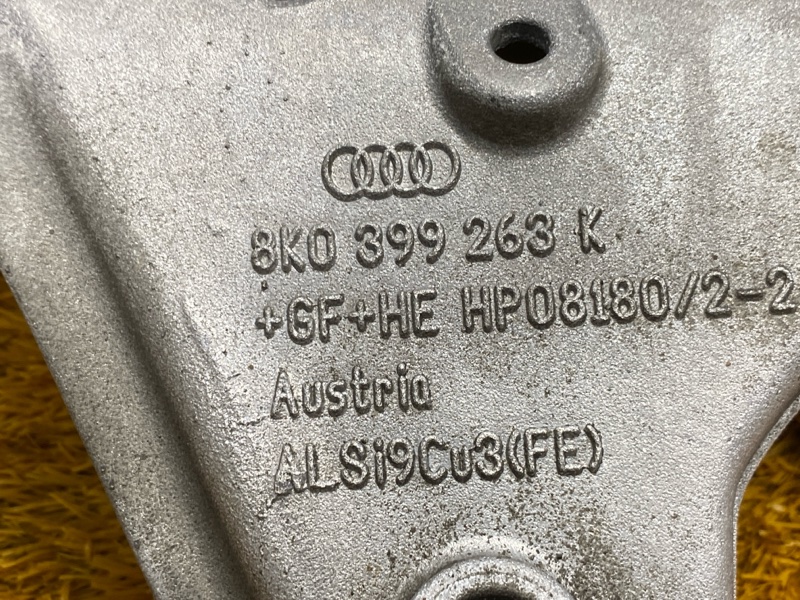 8K0 399 263 K
+GF+HE HP08180/2-2
Austria
ALSi9Cu3(FE)